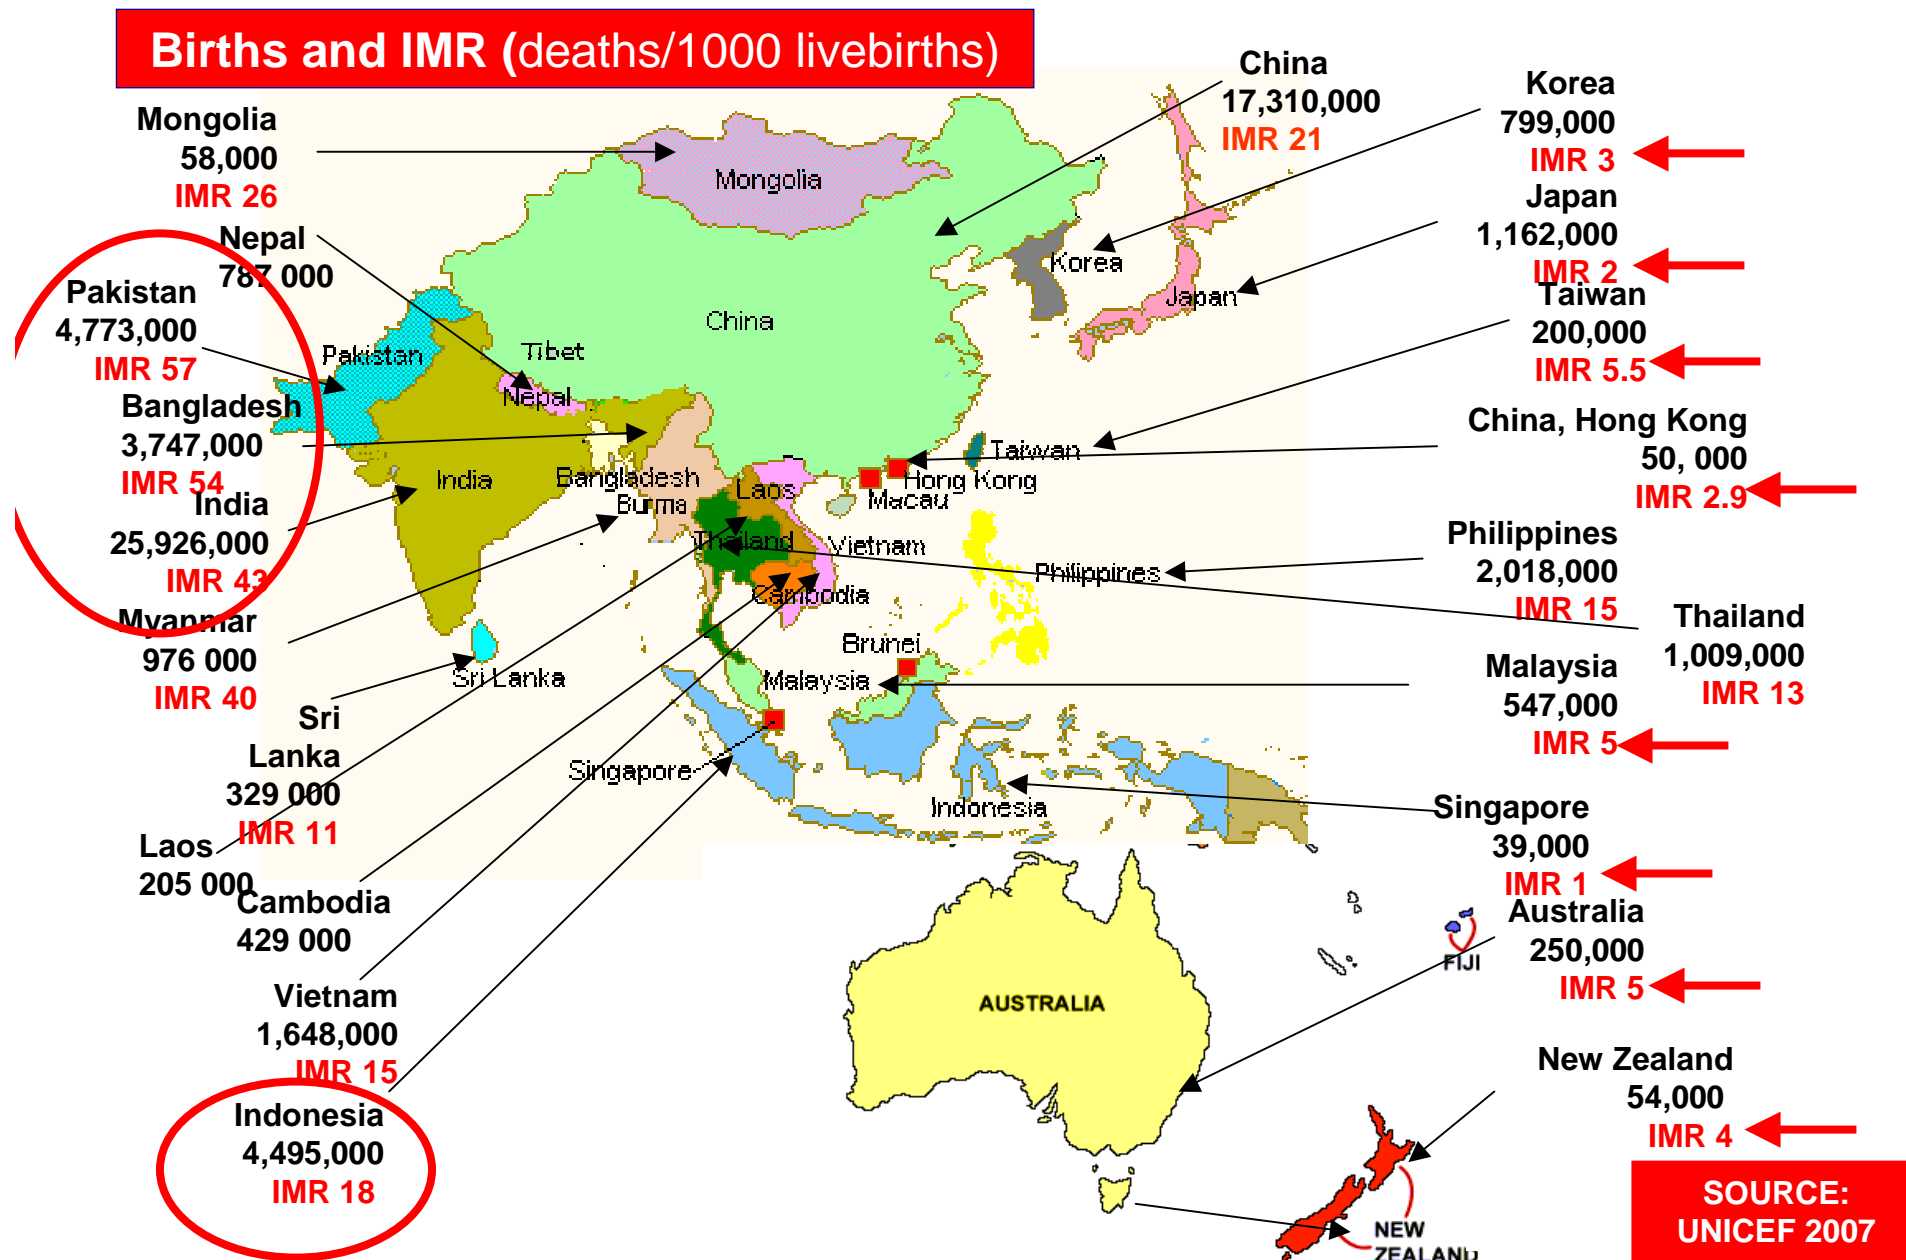 Births and IMR (deaths/1000 livebirths)
Mongolia
58,000
IMR 26
Nepal
787 000
Pakistan
4,773,000
IMR 57
Bangladesh
3,747,000
IMR 54
India
25,926,000
IMR 43
Myanmar
976 000
IMR 40
Sri
Lanka
329 000
IMR 11
Laos
205 000
Cambodia
429 000
Vietnam
1,648,000
IMR 15
Indonesia
4,495,000
IMR 18
China
17,310,000
IMR 21
Korea
799,000
IMR 3
Japan
1,162,000
IMR 2
Taiwan
200,000
IMR 5.5
China, Hong Kong
50, 000
IMR 2.9
Philippines
2,018,000
IMR 15
Thailand
1,009,000
IMR 13
Malaysia
547,000
IMR 5
Singapore
39,000
IMR 1
Australia
250,000
IMR 5
New Zealand
54,000
IMR 4
Mongolia
China
Korea
Japan
Tibet
Pakistan
Nepal
India
Bangladesh
Burma
Laos
Taiwan
Hong Kong
Macau
Thailand
Vietnam
Cambodia
Philippines
Brunei
Sri Lanka
Malaysia
Singapore
Indonesia
AUSTRALIA
FIJI
NEW
ZEALAND
SOURCE:
UNICEF 2007